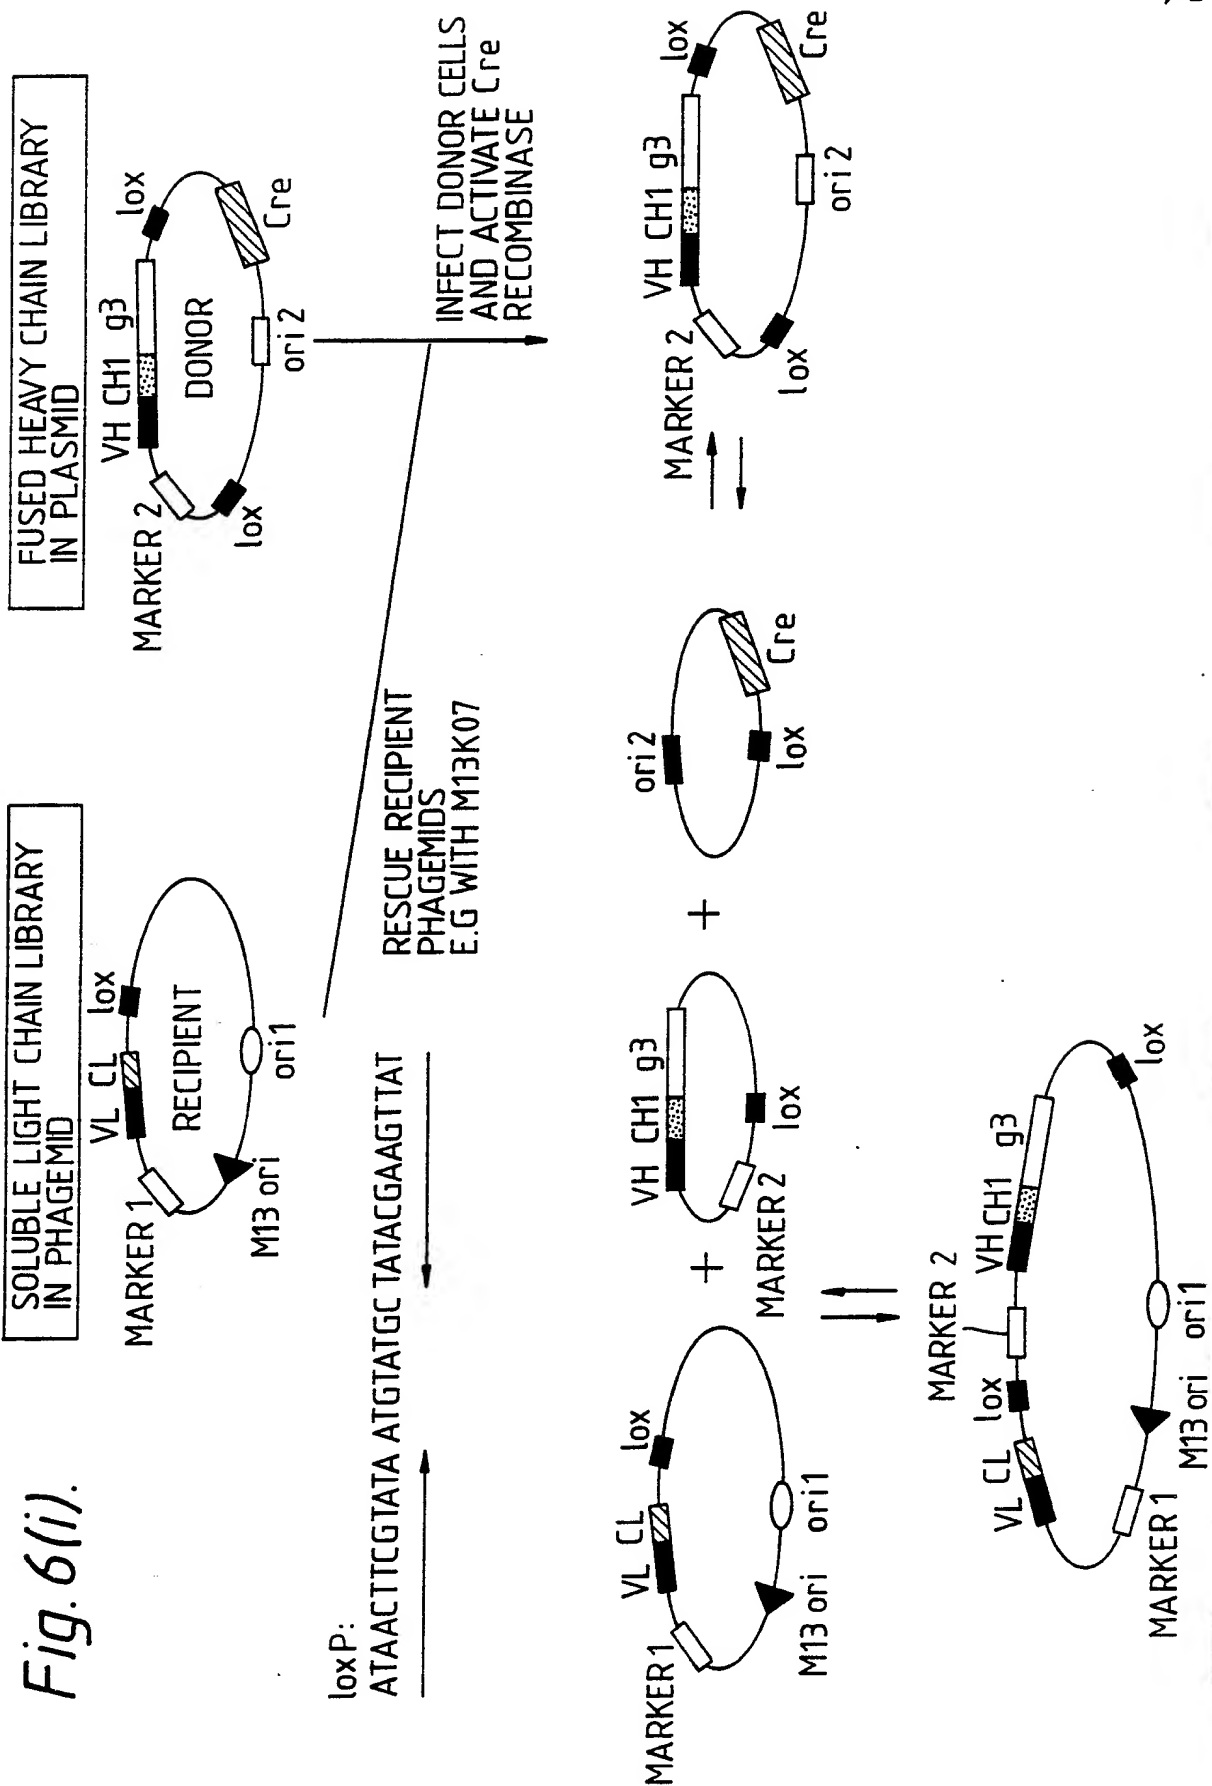 Fig. 6(i).
SOLUBLE LIGHT CHAIN LIBRARY
IN PHAGEMID
FUSED HEAVY CHAIN LIBRARY
IN PLASMID
MARKER 1
VL CL
lox
RECIPIENT
M13 ori
ori1
MARKER 2
VH CH1 g3
lox
DONOR
lox
ori 2
Cre
loxP:
ATAACTTCGTATA ATGTATGC TATACGAAGTTAT
RESCUE RECIPIENT
PHAGEMIDS
E.G WITH M13K07
INFECT DONOR CELLS
AND ACTIVATE Cre
RECOMBINASE
MARKER1
VL CL
lox
M13 ori
ori1
+
VH CH1 g3
MARKER 2
lox
+
ori 2
lox
Cre
MARKER 2
VH CH1 g3
lox
lox
ori 2
Cre
MARKER 2
VL CL
lox
VH CH1 g3
lox
MARKER 1
M13 ori
ori1